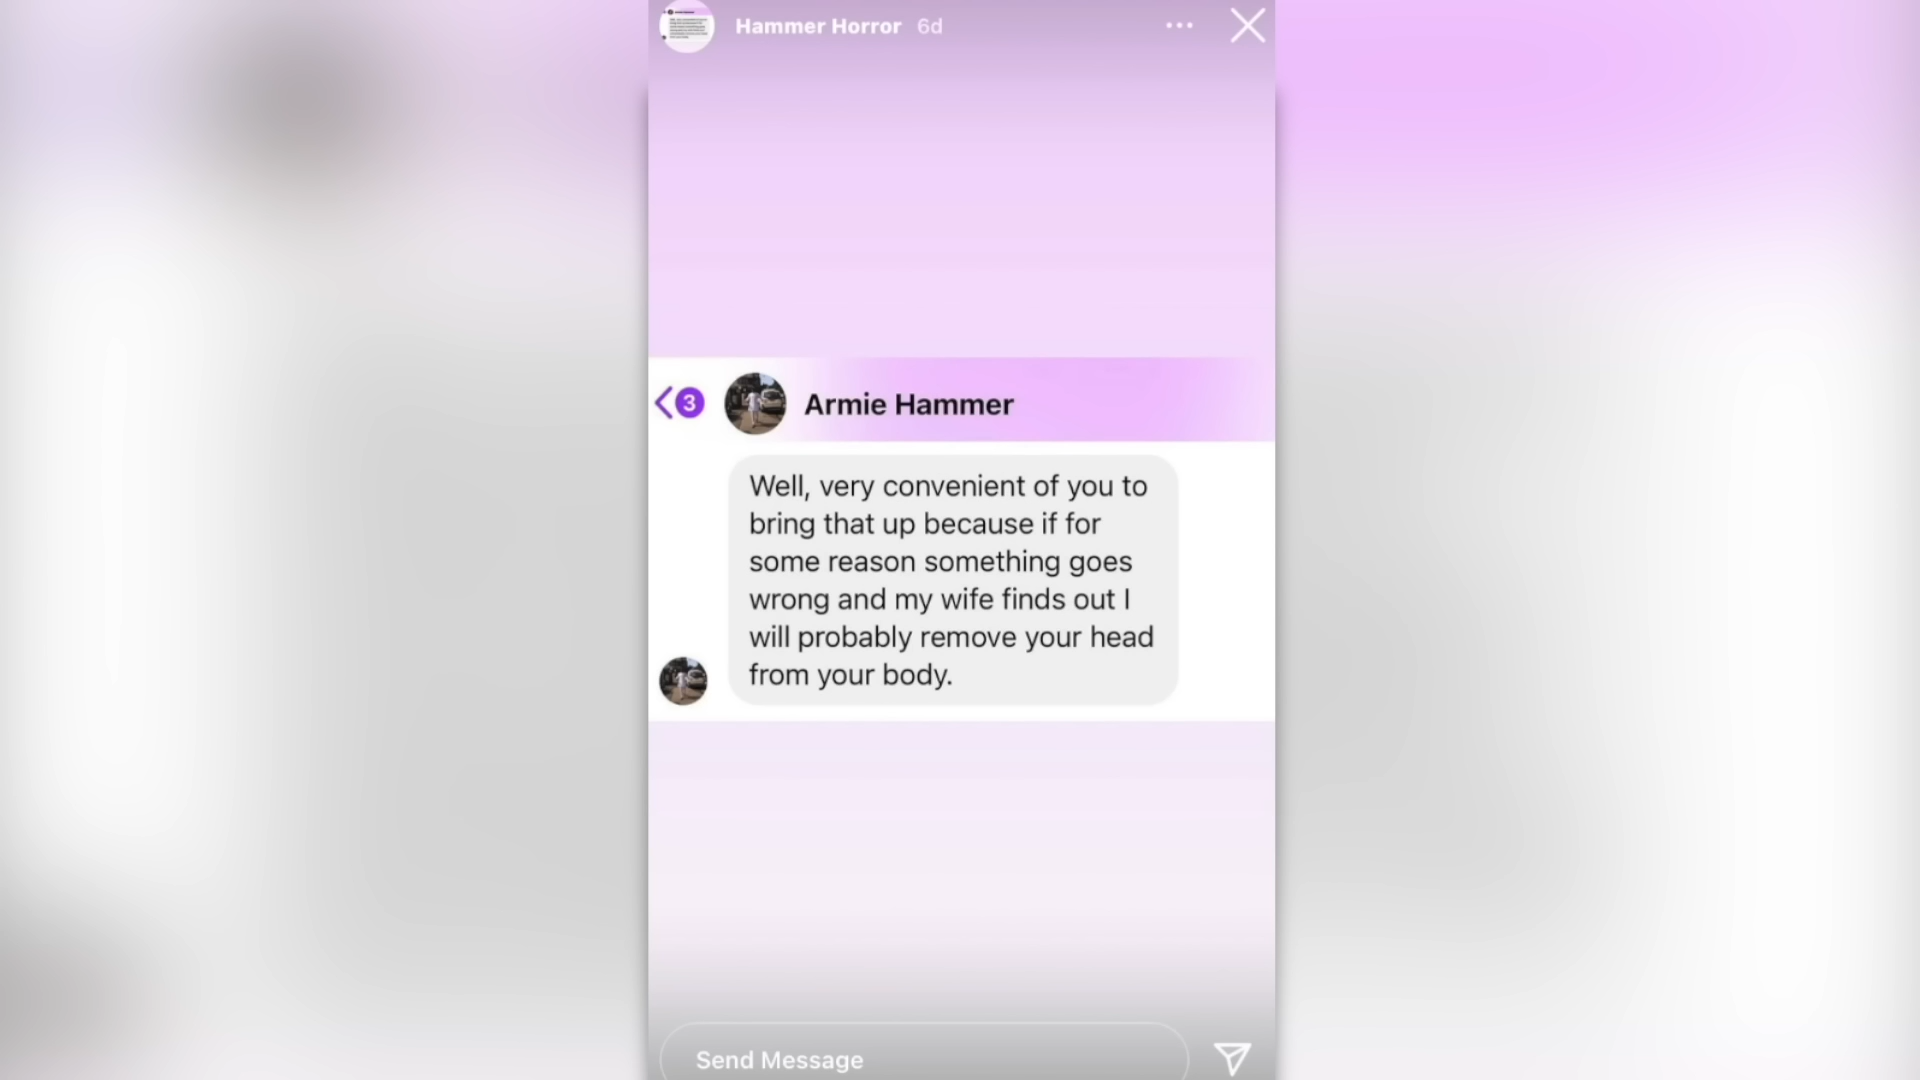 Hammer Horror 6d
3 Armie Hammer
Well, very convenient of you to
bring that up because if for
some reason something goes
wrong and my wife finds out I
will probably remove your head
from your body.
Send Message